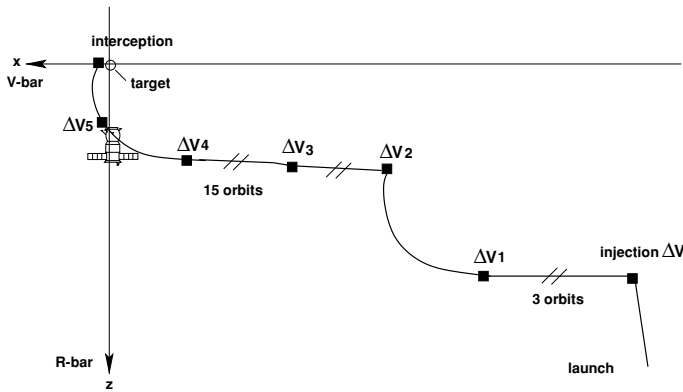 interception
x
V-bar
target
ΔV5
ΔV4
ΔV3
ΔV2
15 orbits
ΔV1
injection ΔV
3 orbits
R-bar
launch
z